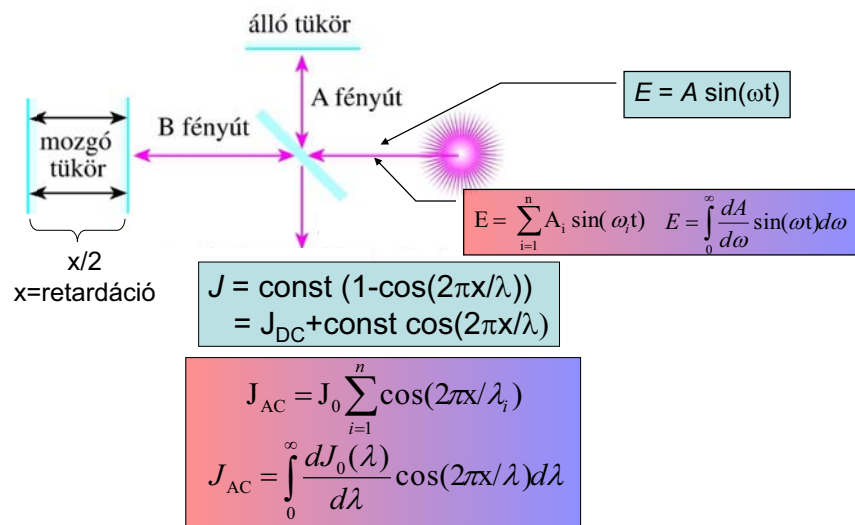 álló tükör
A fényút
E = A sin(ωt)
B fényút
mozgó
tükör
E = ∑_{i=1}^{n} A_i sin( ω_i t) E = ∫_0^∞ dA/dω sin(ωt)dω
x/2
x=retardáció
J = const (1-cos(2πx/λ))
= J_DC+const cos(2πx/λ)
J_AC = J_0 ∑_{i=1}^{n} cos(2πx/λ_i)
J_AC = ∫_0^∞ dJ_0(λ)/dλ cos(2πx/λ)dλ